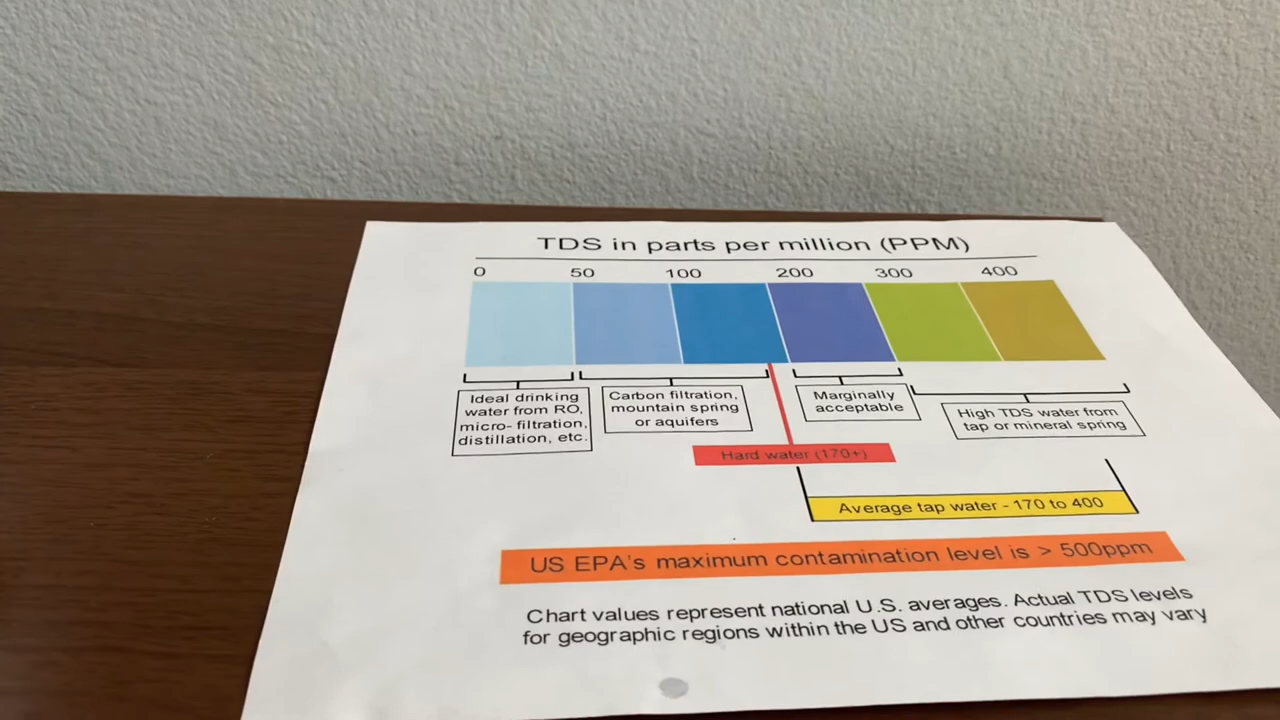 TDS in parts per million (PPM)
0 50 100 200 300 400
Ideal drinking
water from RO,
micro- filtration,
distillation, etc.
Carbon filtration,
mountain spring
or aquifers
Marginally
acceptable
High TDS water from
tap or mineral spring
Hard water (170+)
Average tap water - 170 to 400
US EPA's maximum contamination level is > 500ppm
Chart values represent national U.S. averages. Actual TDS levels
for geographic regions within the US and other countries may vary